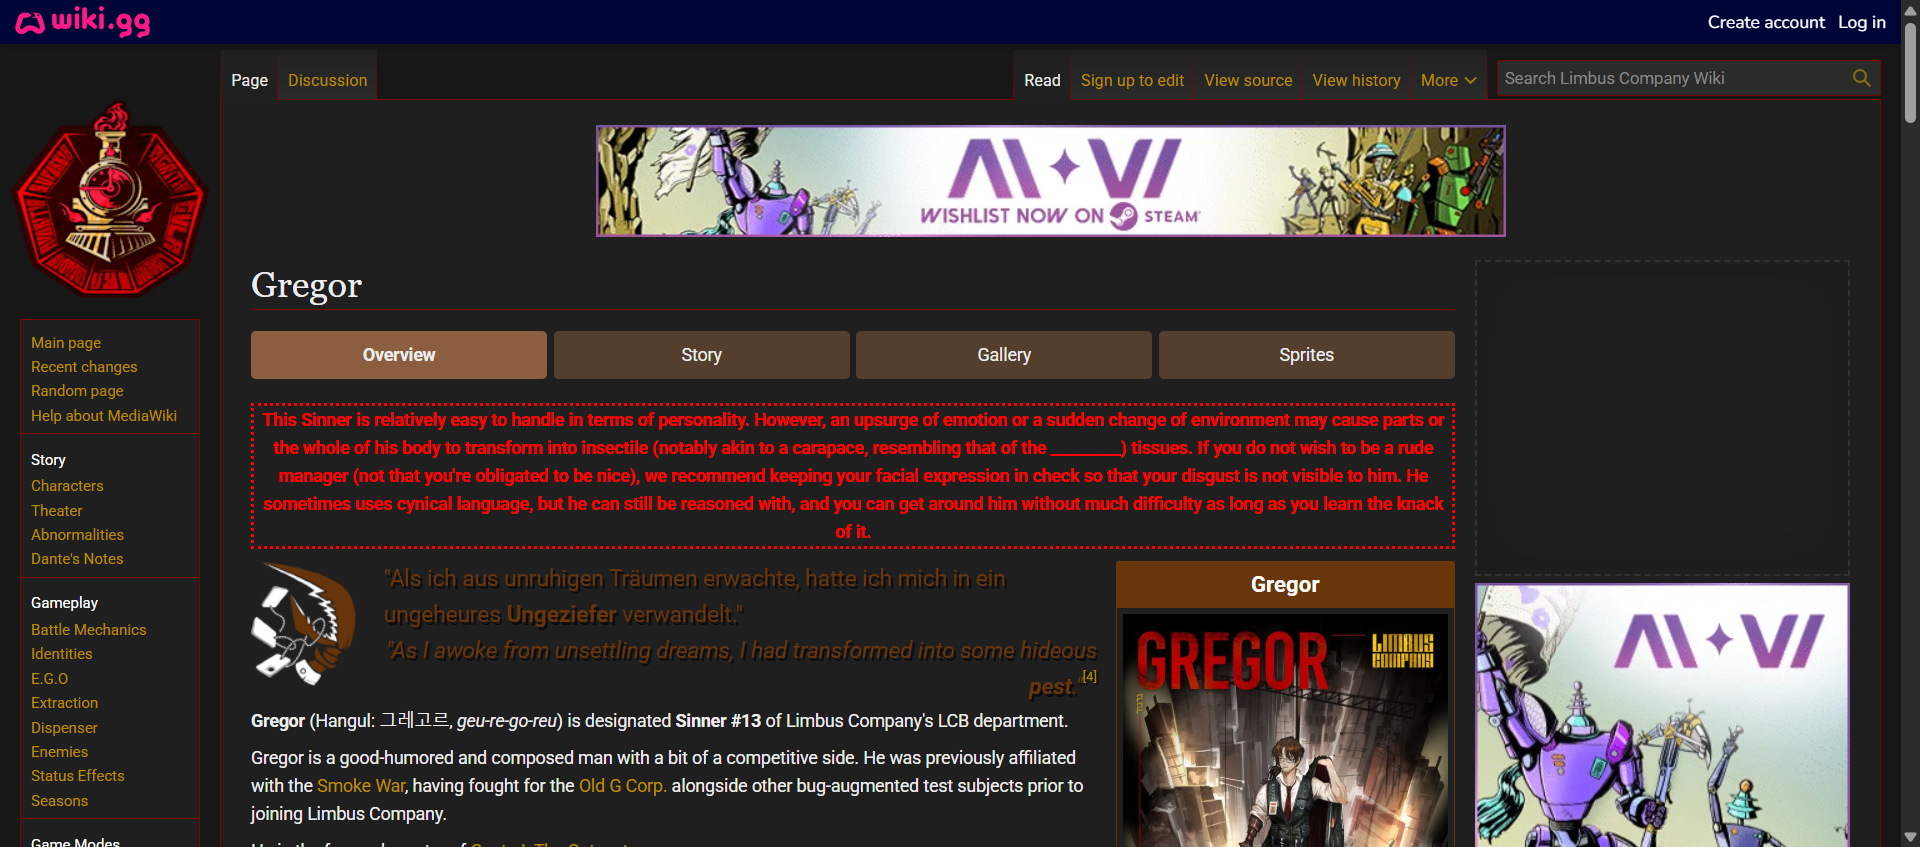 wiki.gg
Create account Log in
Page Discussion
Read Sign up to edit View source View history More
Search Limbus Company Wiki
WISHLIST NOW ON STEAM
Gregor
Overview Story Gallery Sprites
Main page
Recent changes
Random page
Help about MediaWiki
Story
Characters
Theater
Abnormalities
Dante's Notes
Gameplay
Battle Mechanics
Identities
E.G.O
Extraction
Dispenser
Enemies
Status Effects
Seasons
Game Modes
This Sinner is relatively easy to handle in terms of personality. However, an upsurge of emotion or a sudden change of environment may cause parts or
the whole of his body to transform into insectile (notably akin to a carapace, resembling that of the ________) tissues. If you do not wish to be a rude
manager (not that you're obligated to be nice), we recommend keeping your facial expression in check so that your disgust is not visible to him. He
sometimes uses cynical language, but he can still be reasoned with, and you can get around him without much difficulty as long as you learn the knack
of it.
"Als ich aus unruhigen Träumen erwachte, hatte ich mich in ein
ungeheures Ungeziefer verwandelt."
"As I awoke from unsettling dreams, I had transformed into some hideous
pest."[4]
Gregor (Hangul: 그레고르, geu-re-go-reu) is designated Sinner #13 of Limbus Company's LCB department.
Gregor is a good-humored and composed man with a bit of a competitive side. He was previously affiliated
with the Smoke War, having fought for the Old G Corp. alongside other bug-augmented test subjects prior to
joining Limbus Company.
Gregor
GREGOR
LIMBUS
COMPANY